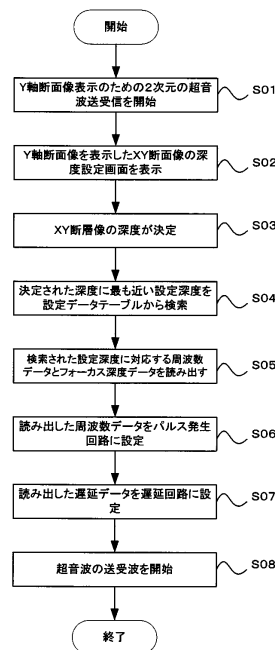 開始
Y軸断面像表示のための2次元の超音
波送受信を開始
S01
Y軸断面像を表示したXY断面像の深
度設定画面を表示
S02
XY断層像の深度が決定
S03
決定された深度に最も近い設定深度を
設定データテーブルから検索
S04
検索された設定深度に対応する周波数
データとフォーカス深度データを読み出す
S05
読み出した周波数データをパルス発生
回路に設定
S06
読み出した遅延データを遅延回路に設
定
S07
超音波の送受波を開始
S08
終了